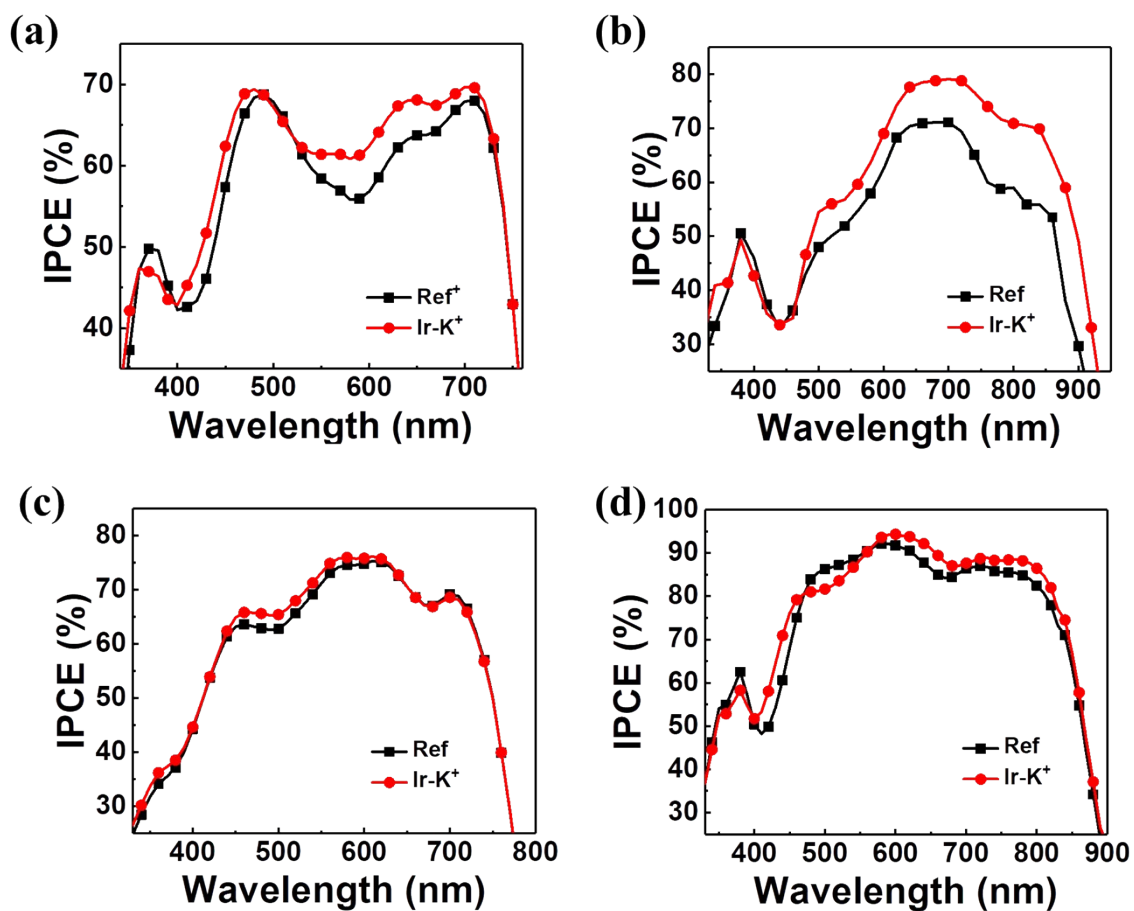 (a)
IPCE (%)
70
60
50
40
Ref⁺
Ir-K⁺
400 500 600 700
Wavelength (nm)
(b)
IPCE (%)
80
70
60
50
40
30
Ref
Ir-K⁺
400 500 600 700 800 900
Wavelength (nm)
(c)
IPCE (%)
80
70
60
50
40
30
Ref
Ir-K⁺
400 500 600 700 800
Wavelength (nm)
(d)
IPCE (%)
100
90
80
70
60
50
40
30
Ref
Ir-K⁺
400 500 600 700 800 900
Wavelength (nm)